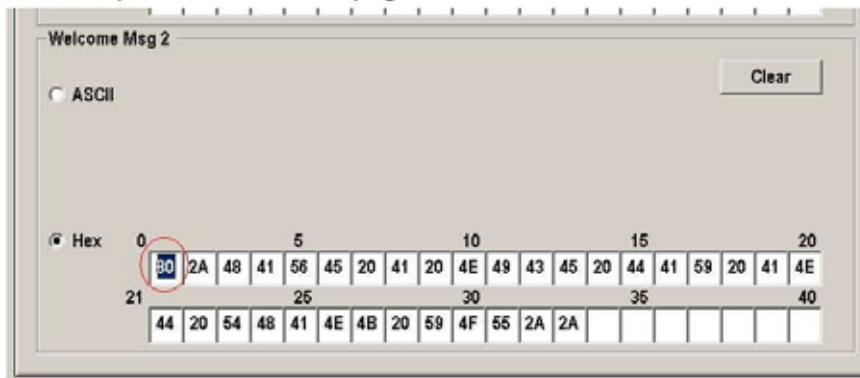 Welcome Msg 2
Clear
ASCII
Hex 0 5 10 15 20
80 2A 48 41 56 45 20 41 20 4E 49 43 45 20 44 41 59 20 41 4E
21 25 30 35 40
44 20 54 48 41 4E 4B 20 59 4F 55 2A 2A